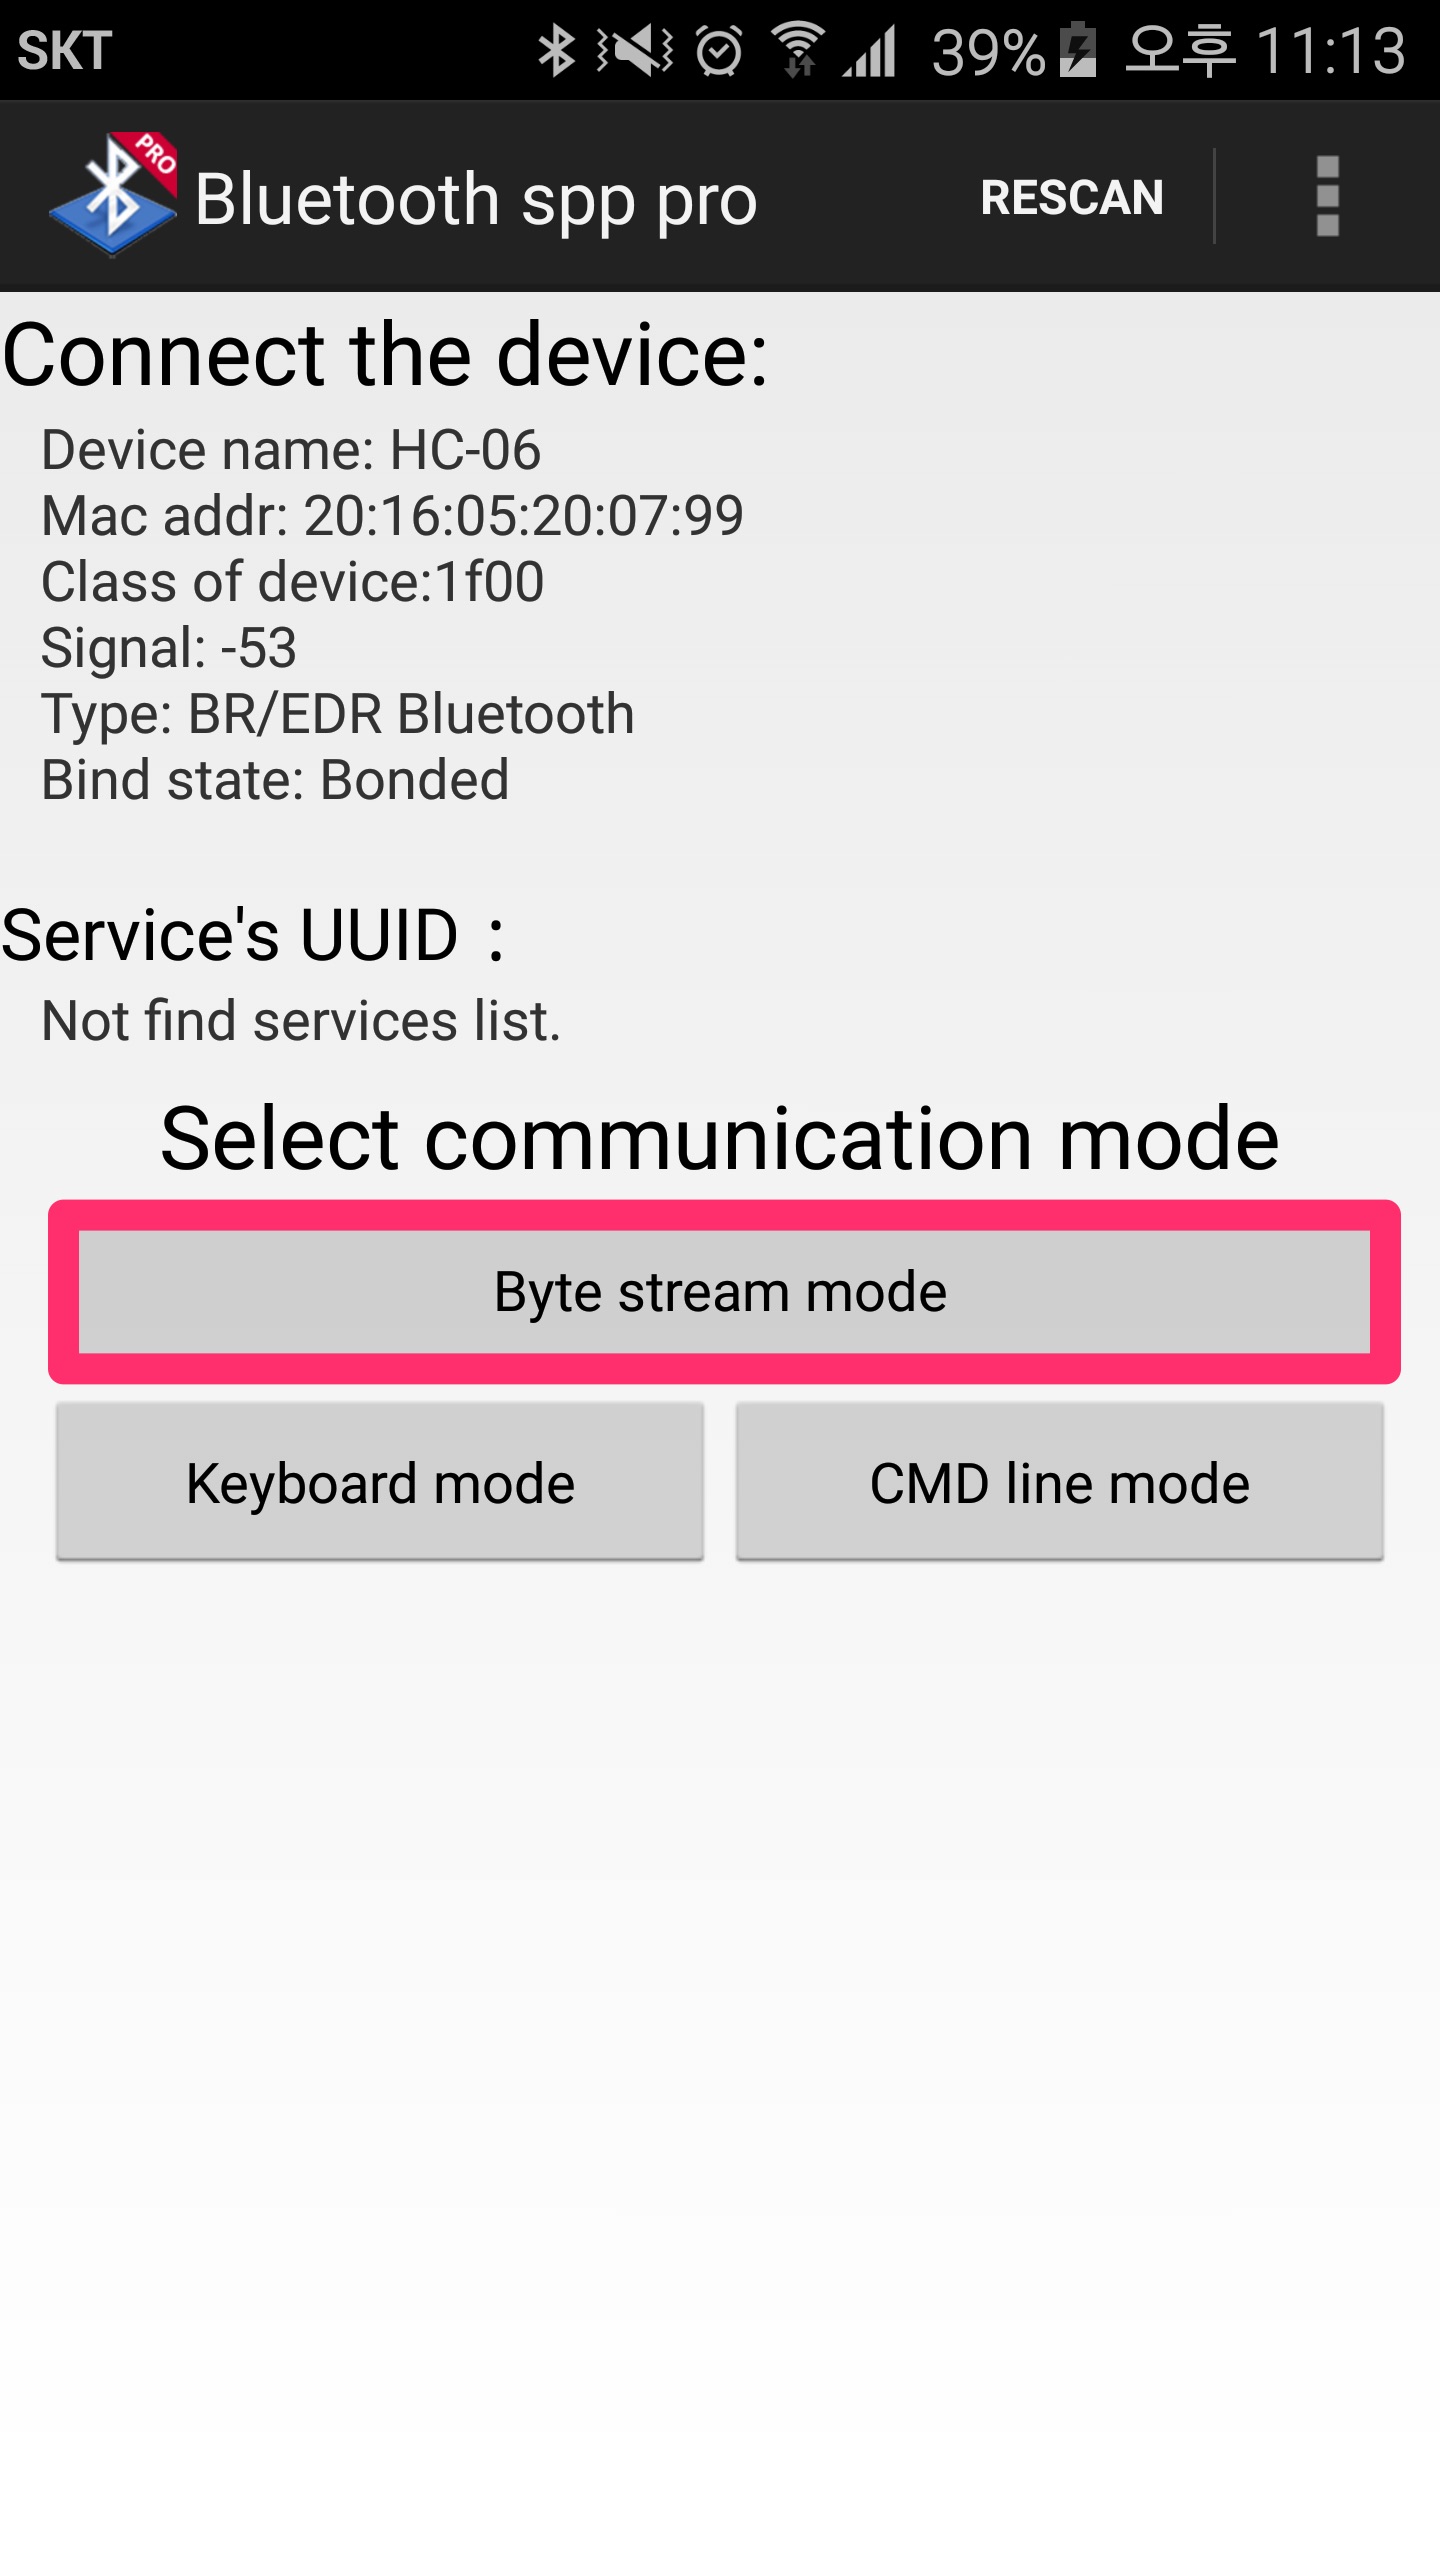 SKT 39% 오후 11:13
PRO
Bluetooth spp pro RESCAN
Connect the device:
Device name: HC-06
Mac addr: 20:16:05:20:07:99
Class of device:1f00
Signal: -53
Type: BR/EDR Bluetooth
Bind state: Bonded
Service's UUID :
Not find services list.
Select communication mode
Byte stream mode
Keyboard mode CMD line mode